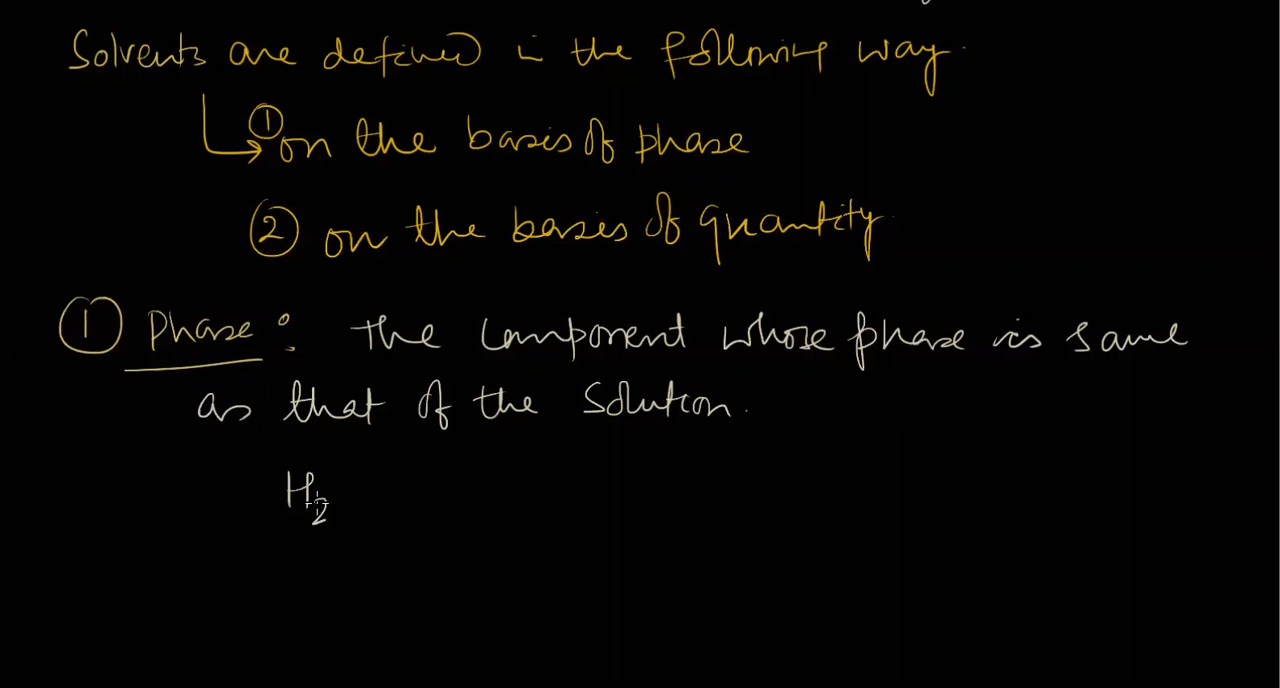 Solvents are defined in the following way.
① on the basis of phase
② on the basis of quantity
① Phase : the component whose phase is same
as that of the solution.
H₂